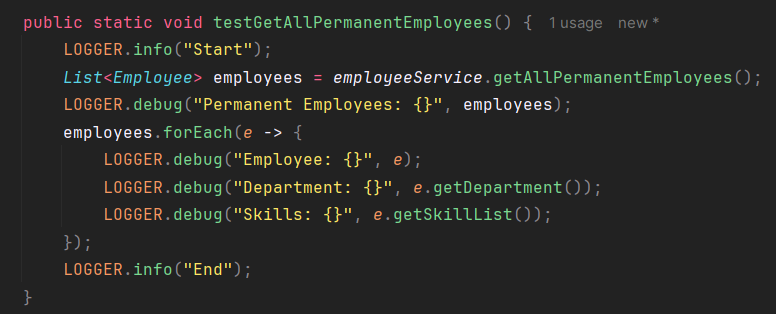 public static void testGetAllPermanentEmployees() { 1 usage new *
LOGGER.info("Start");
List<Employee> employees = employeeService.getAllPermanentEmployees();
LOGGER.debug("Permanent Employees: {}", employees);
employees.forEach(e -> {
LOGGER.debug("Employee: {}", e);
LOGGER.debug("Department: {}", e.getDepartment());
LOGGER.debug("Skills: {}", e.getSkillList());
});
LOGGER.info("End");
}